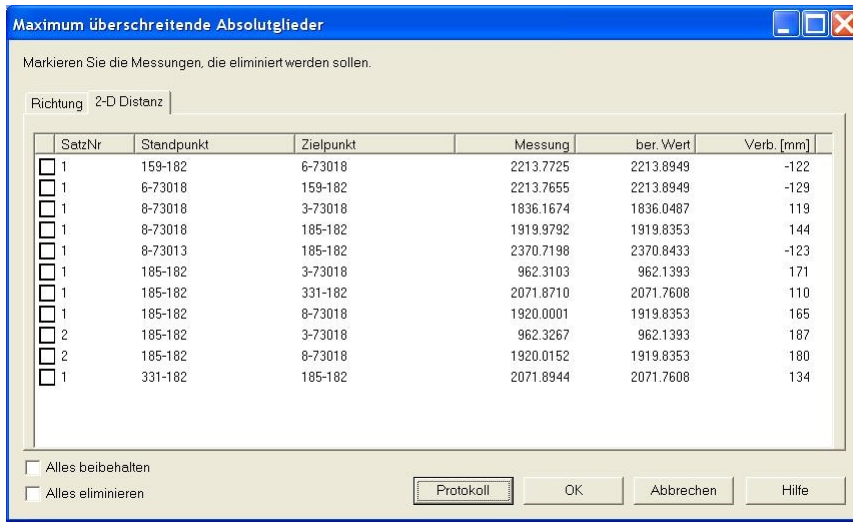 Maximum überschreitende Absolutglieder
Markieren Sie die Messungen, die eliminiert werden sollen.
Richtung 2-D Distanz
SatzNr Standpunkt Zielpunkt Messung ber. Wert Verb. [mm]
1 159-182 6-73018 2213.7725 2213.8949 -122
1 6-73018 159-182 2213.7655 2213.8949 -129
1 8-73018 3-73018 1836.1674 1836.0487 119
1 8-73018 185-182 1919.9792 1919.8353 144
1 8-73013 185-182 2370.7198 2370.8433 -123
1 185-182 3-73018 962.3103 962.1393 171
1 185-182 331-182 2071.8710 2071.7608 110
1 185-182 8-73018 1920.0001 1919.8353 165
2 185-182 3-73018 962.3267 962.1393 187
2 185-182 8-73018 1920.0152 1919.8353 180
1 331-182 185-182 2071.8944 2071.7608 134
Alles beibehalten
Alles eliminieren
Protokoll OK Abbrechen Hilfe